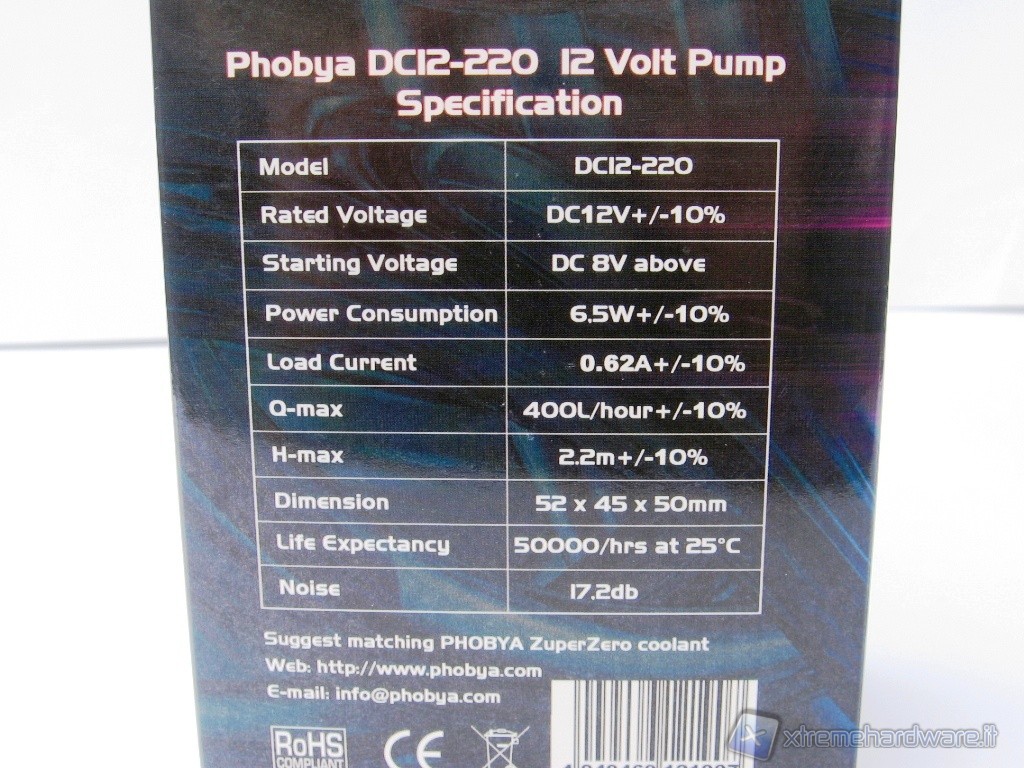 Phobya DC12-220 12 Volt Pump
Specification
Model DC12-220
Rated Voltage DC12V+/-10%
Starting Voltage DC 8V above
Power Consumption 6.5W+/-10%
Load Current 0.62A+/-10%
Q-max 400L/hour+/-10%
H-max 2.2m+/-10%
Dimension 52 x 45 x 50mm
Life Expectancy 50000/hrs at 25°C
Noise 17.2db
Suggest matching PHOBYA ZuperZero coolant
Web: http://www.phobya.com
E-mail: info@phobya.com
RoHS
COMPLIANT
CE
xtremehardware.it